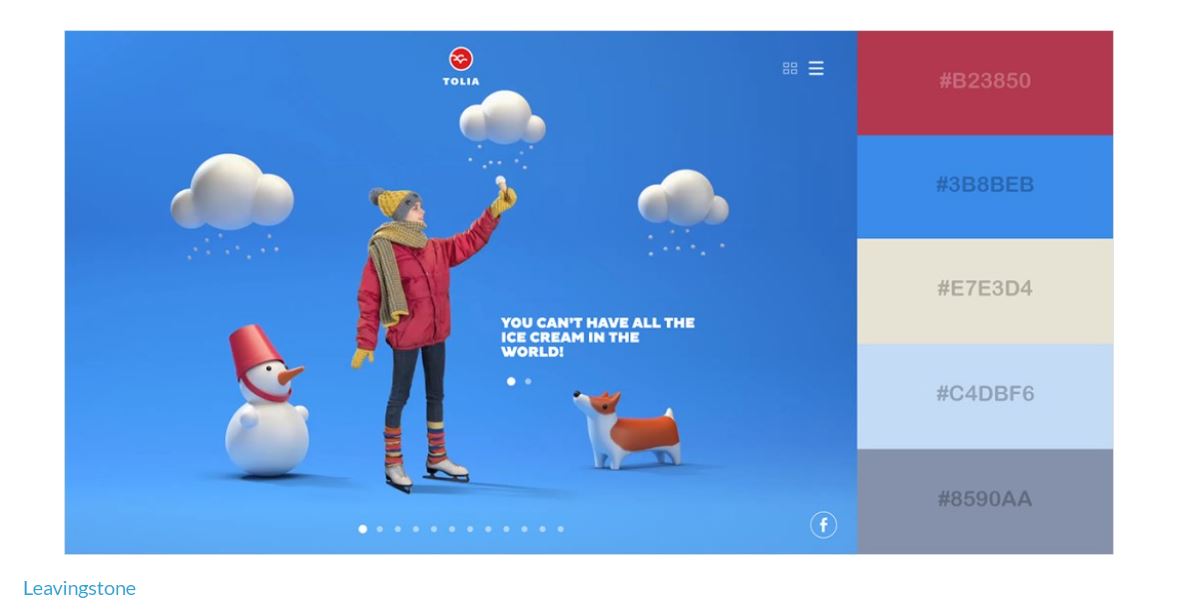 TOLIA
YOU CAN'T HAVE ALL THE
ICE CREAM IN THE
WORLD!
f
#B23850
#3B8BEB
#E7E3D4
#C4DBF6
#8590AA
Leavingstone